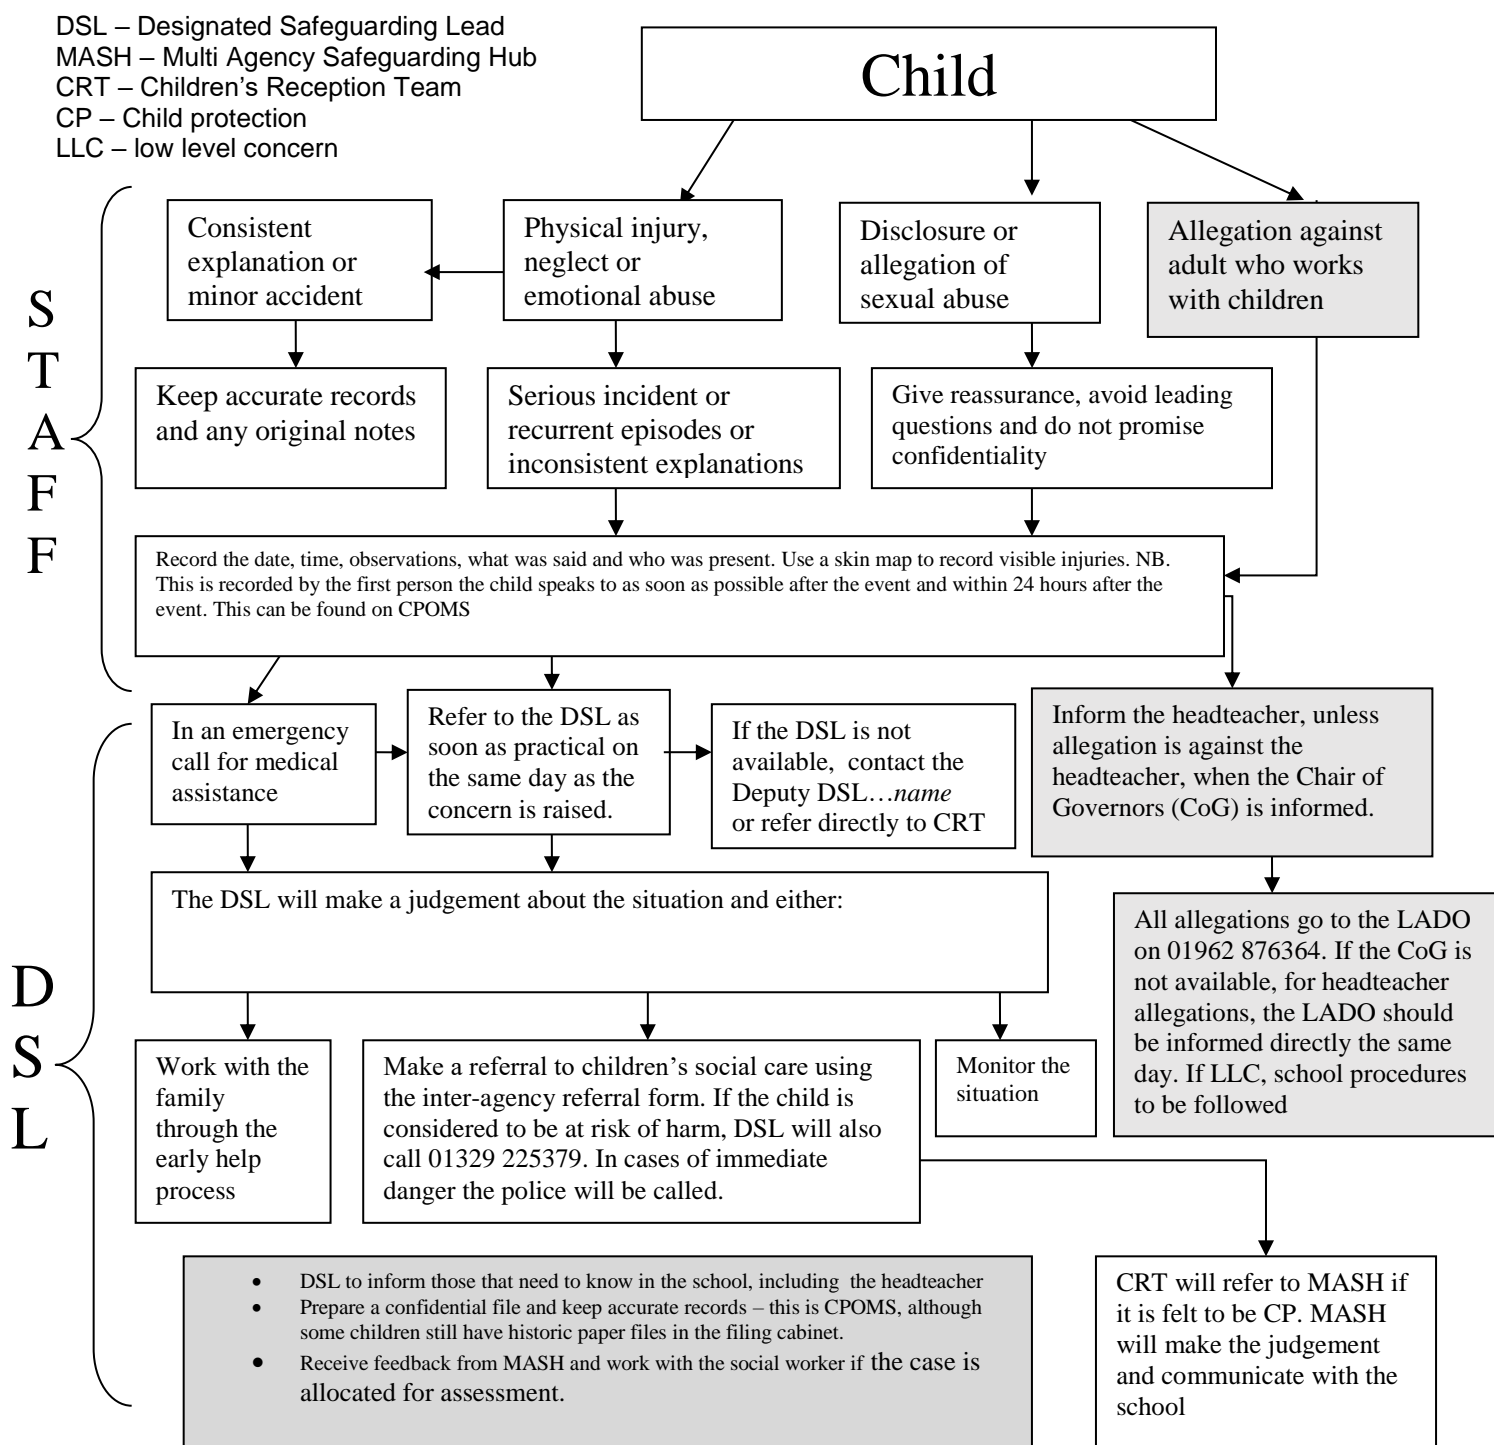 DSL – Designated Safeguarding Lead
MASH – Multi Agency Safeguarding Hub
CRT – Children's Reception Team
CP – Child protection
LLC – low level concern
Child
S
T
A
F
F
Consistent
explanation or
minor accident
Physical injury,
neglect or
emotional abuse
Disclosure or
allegation of
sexual abuse
Allegation against
adult who works
with children
Keep accurate records
and any original notes
Serious incident or
recurrent episodes or
inconsistent explanations
Give reassurance, avoid leading
questions and do not promise
confidentiality
Record the date, time, observations, what was said and who was present. Use a skin map to record visible injuries. NB.
This is recorded by the first person the child speaks to as soon as possible after the event and within 24 hours after the
event. This can be found on CPOMS
D
S
L
In an emergency
call for medical
assistance
Refer to the DSL as
soon as practical on
the same day as the
concern is raised.
If the DSL is not
available,  contact the
Deputy DSL…name
or refer directly to CRT
Inform the headteacher, unless
allegation is against the
headteacher, when the Chair of
Governors (CoG) is informed.
The DSL will make a judgement about the situation and either:
All allegations go to the LADO
on 01962 876364. If the CoG is
not available, for headteacher
allegations, the LADO should
be informed directly the same
day. If LLC, school procedures
to be followed
Work with the
family
through the
early help
process
Make a referral to children's social care using
the inter-agency referral form. If the child is
considered to be at risk of harm, DSL will also
call 01329 225379. In cases of immediate
danger the police will be called.
Monitor the
situation
• DSL to inform those that need to know in the school, including  the headteacher
• Prepare a confidential file and keep accurate records – this is CPOMS, although
some children still have historic paper files in the filing cabinet.
• Receive feedback from MASH and work with the social worker if the case is
allocated for assessment.
CRT will refer to MASH if
it is felt to be CP. MASH
will make the judgement
and communicate with the
school